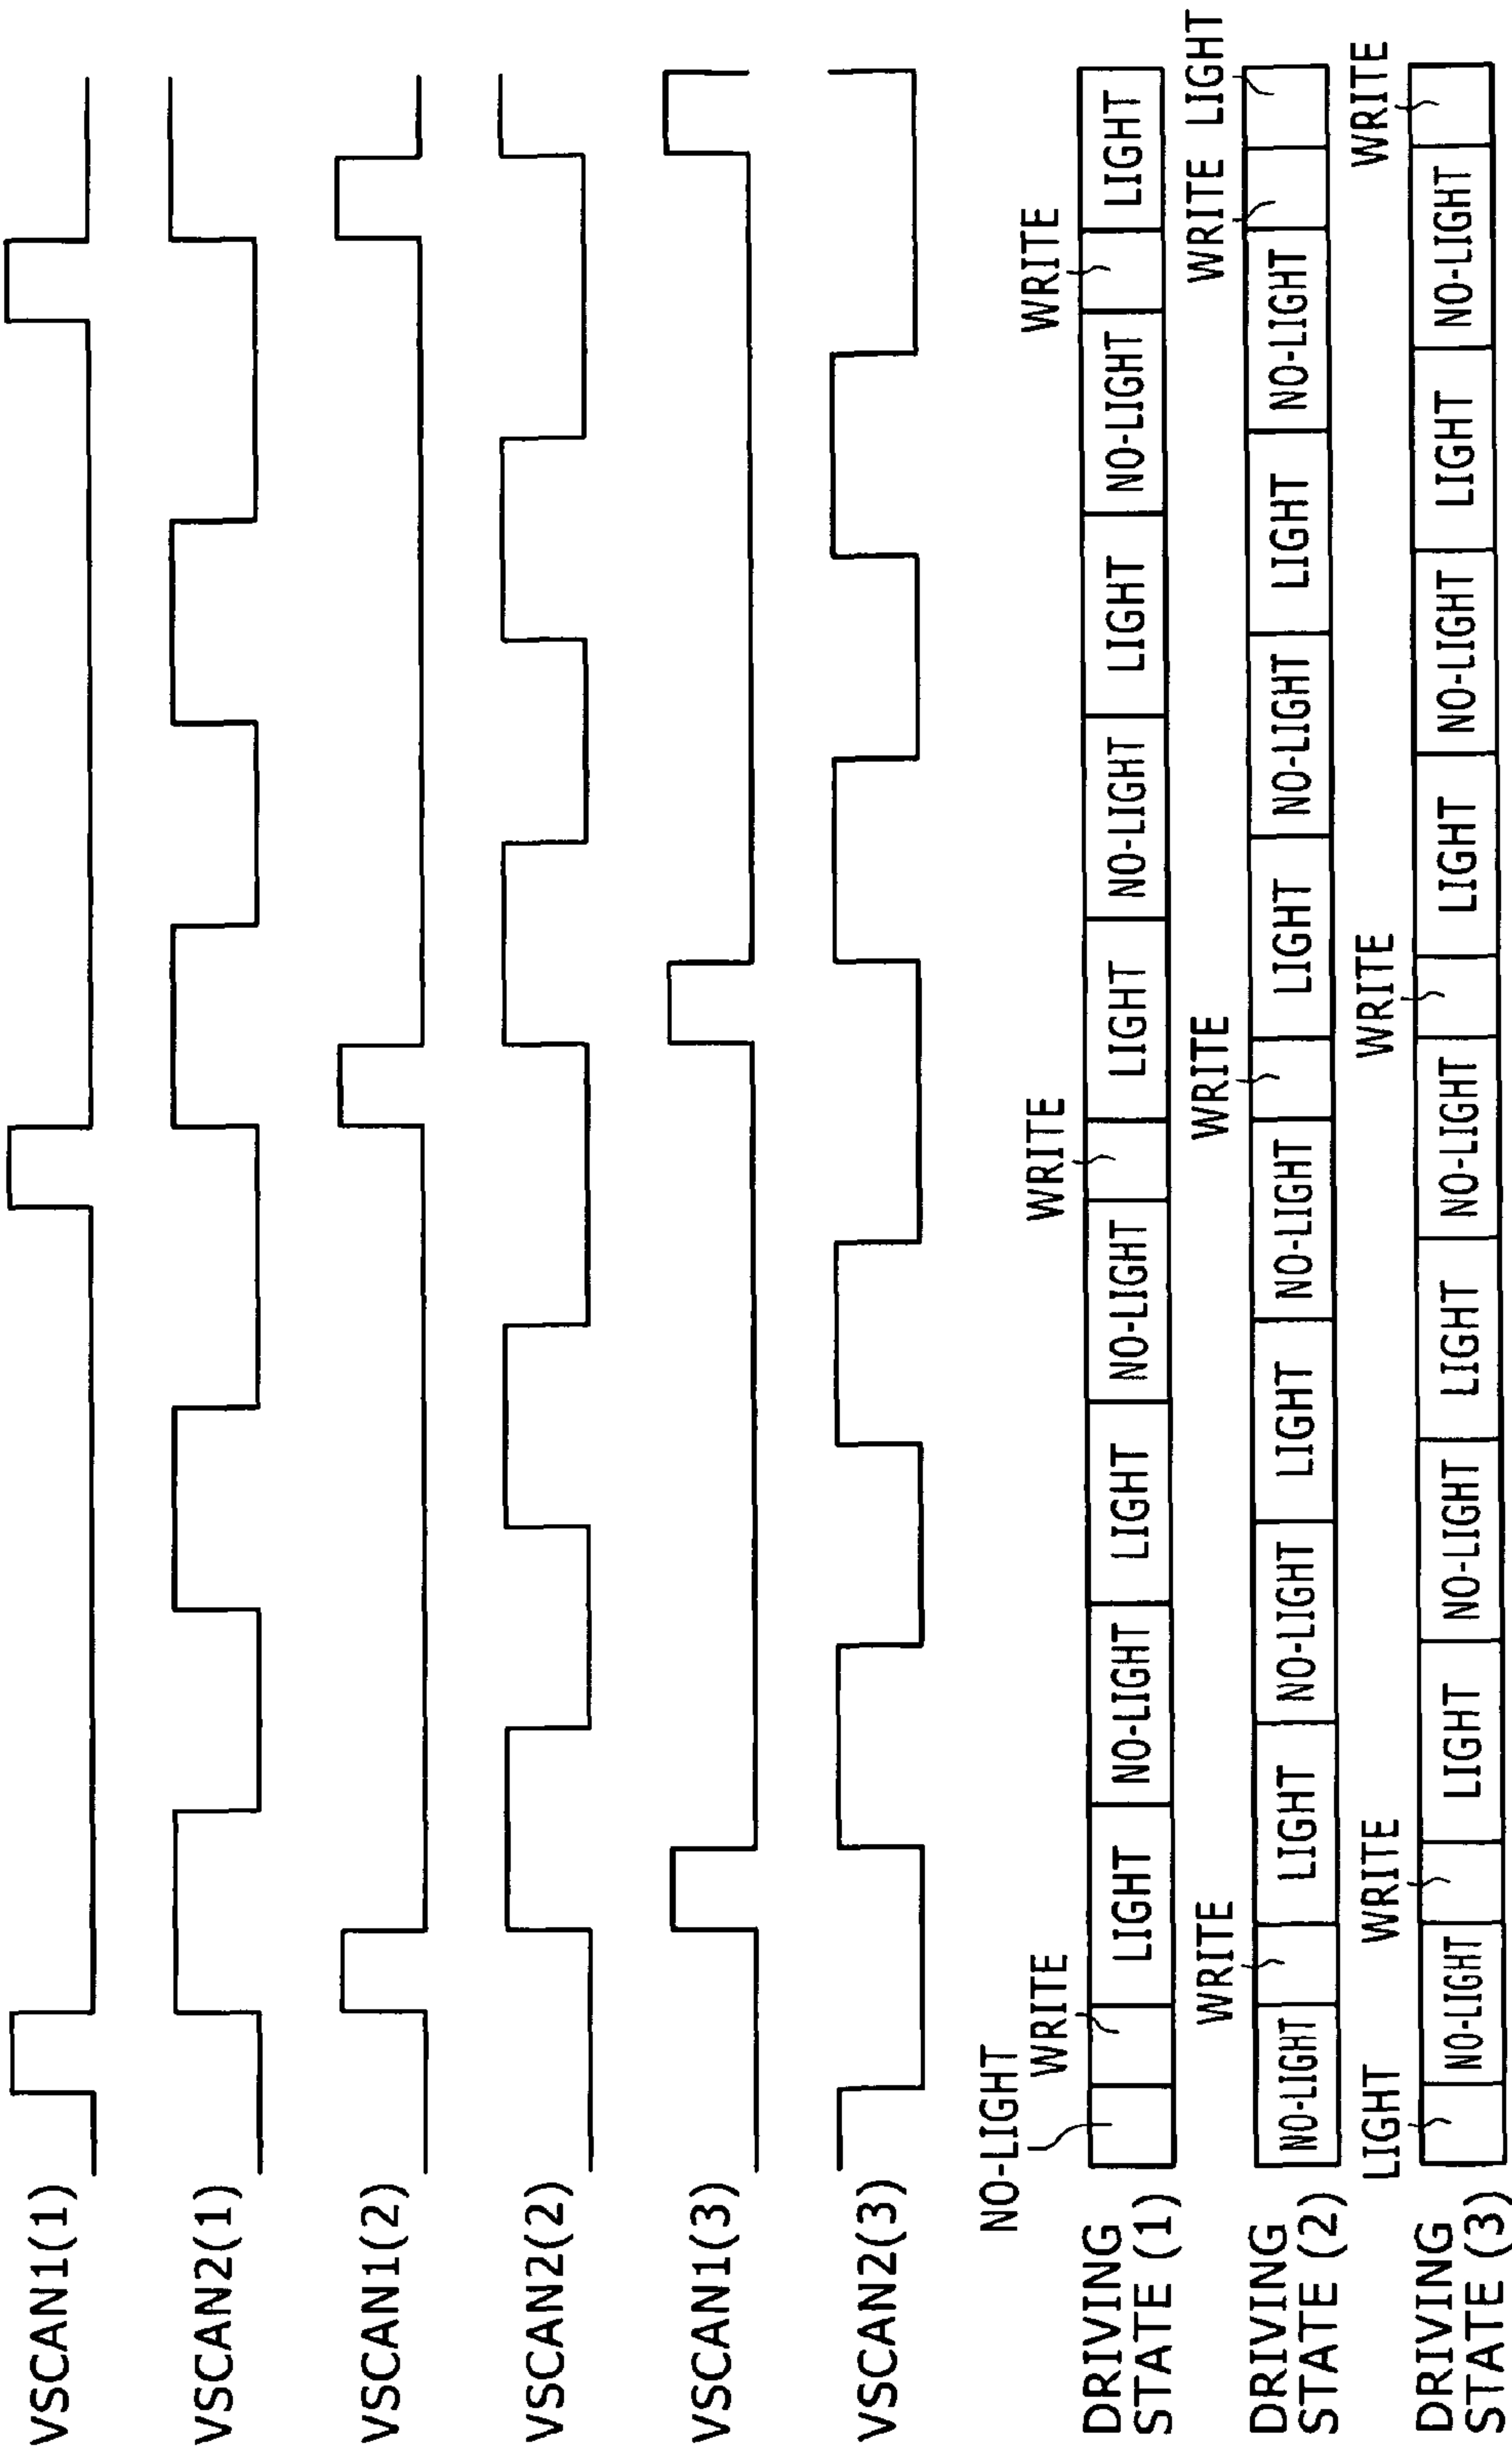 VSCAN1(1)
VSCAN2(1)
VSCAN1(2)
VSCAN2(2)
VSCAN1(3)
VSCAN2(3)
NO-LIGHT
WRITE WRITE WRITE
DRIVING
STATE (1)
LIGHT NO-LIGHT LIGHT NO-LIGHT LIGHT NO-LIGHT LIGHT NO-LIGHT LIGHT
WRITE WRITE WRITE LIGHT
DRIVING
STATE (2)
NO-LIGHT LIGHT NO-LIGHT LIGHT NO-LIGHT LIGHT NO-LIGHT LIGHT NO-LIGHT
LIGHT WRITE WRITE WRITE
DRIVING
STATE (3)
NO-LIGHT LIGHT NO-LIGHT LIGHT NO-LIGHT LIGHT NO-LIGHT LIGHT NO-LIGHT